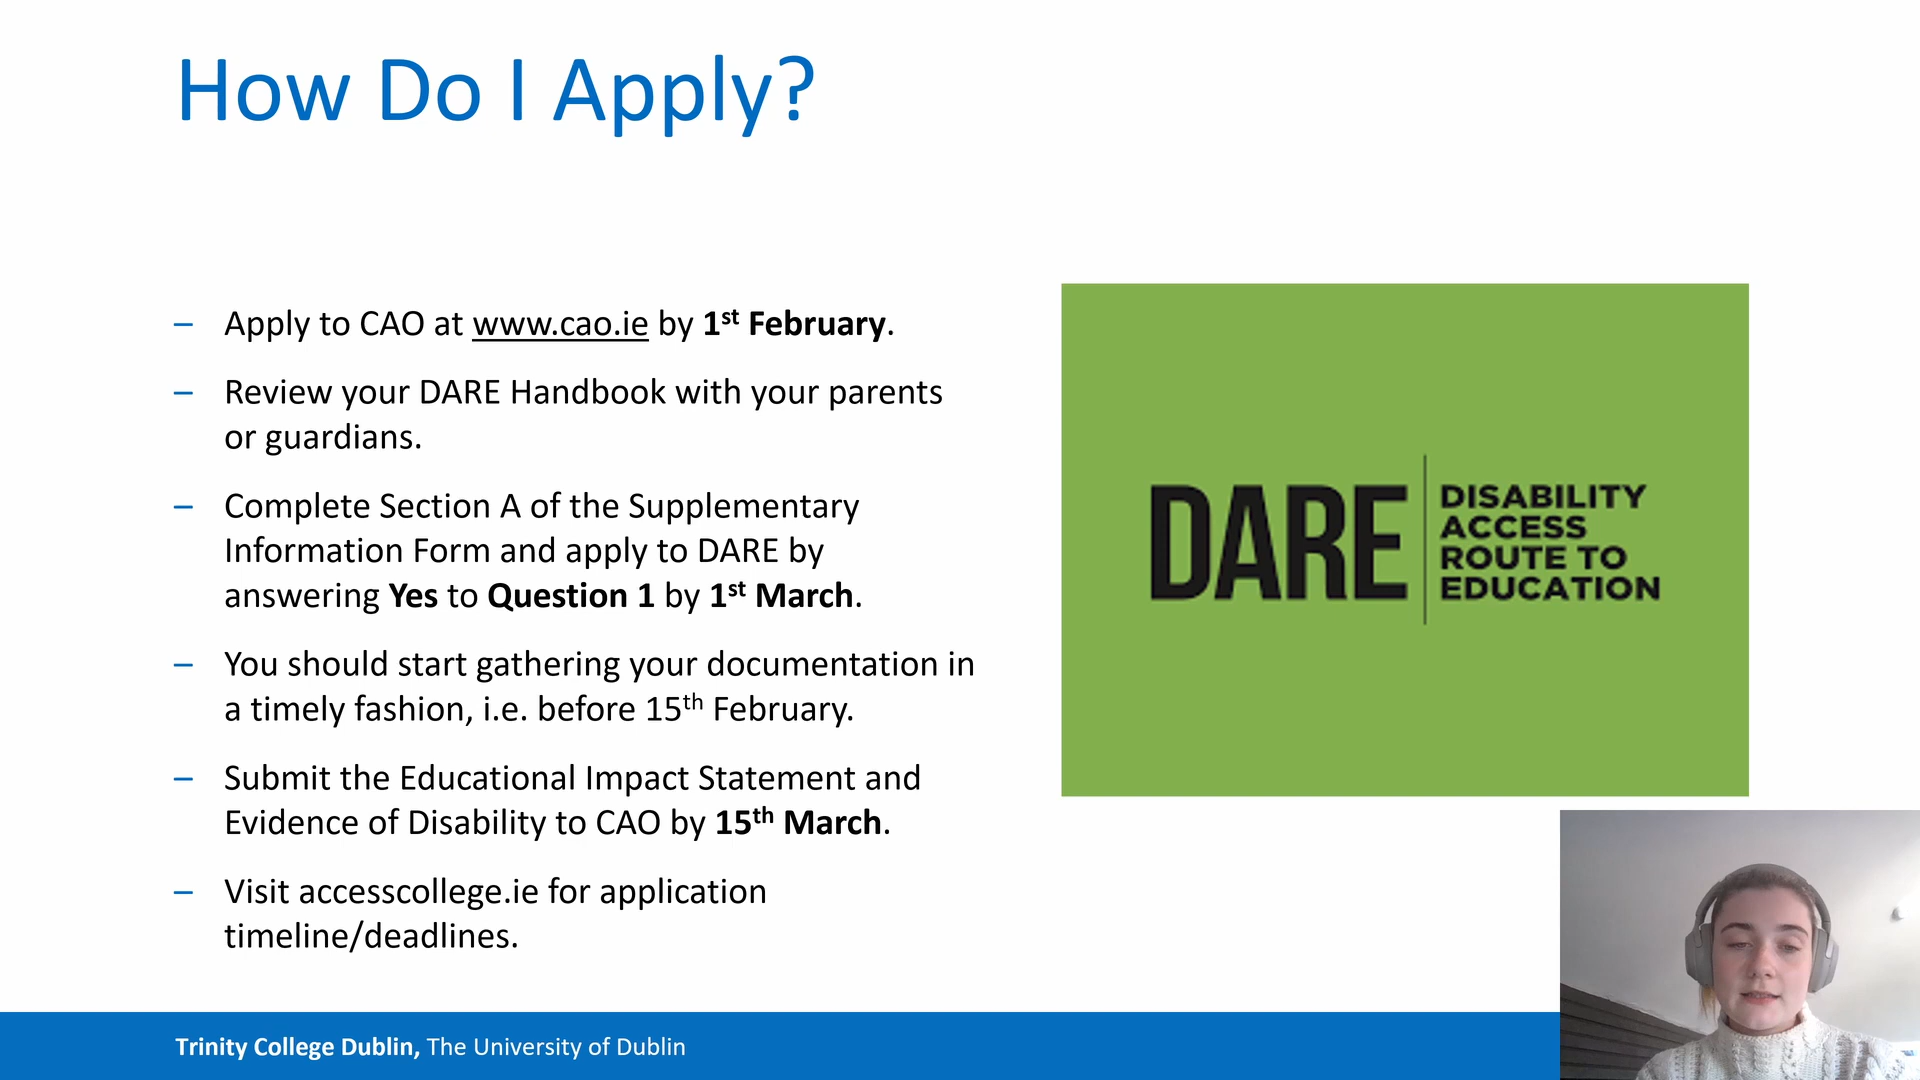 How Do I Apply?
– Apply to CAO at www.cao.ie by 1st February.
– Review your DARE Handbook with your parents
or guardians.
– Complete Section A of the Supplementary
Information Form and apply to DARE by
answering Yes to Question 1 by 1st March.
– You should start gathering your documentation in
a timely fashion, i.e. before 15th February.
– Submit the Educational Impact Statement and
Evidence of Disability to CAO by 15th March.
– Visit accesscollege.ie for application
timeline/deadlines.
DARE
DISABILITY
ACCESS
ROUTE TO
EDUCATION
Trinity College Dublin, The University of Dublin